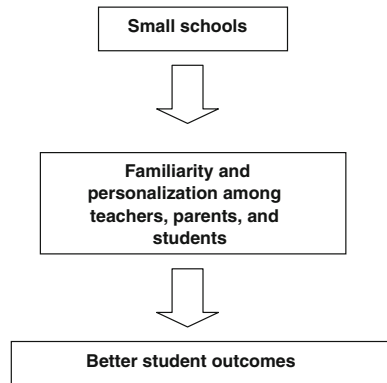 Small schools
Familiarity and
personalization among
teachers, parents, and
students
Better student outcomes